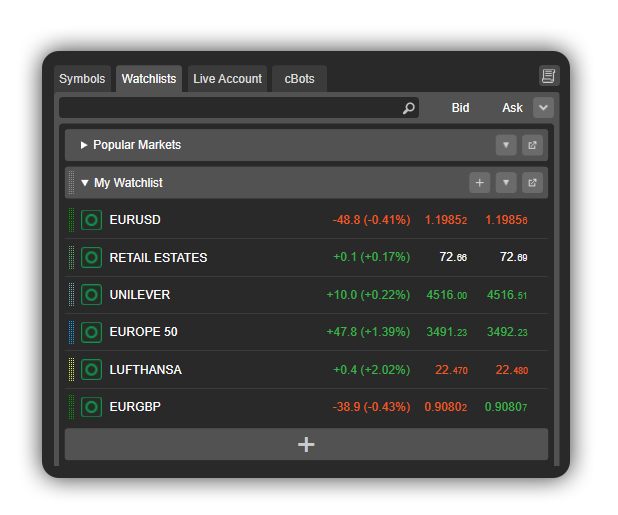 Symbols Watchlists Live Account cBots
Bid Ask
Popular Markets
My Watchlist
EURUSD -48.8 (-0.41%) 1.19852 1.19856
RETAIL ESTATES +0.1 (+0.17%) 72.66 72.69
UNILEVER +10.0 (+0.22%) 4516.00 4516.51
EUROPE 50 +47.8 (+1.39%) 3491.23 3492.23
LUFTHANSA +0.4 (+2.02%) 22.470 22.480
EURGBP -38.9 (-0.43%) 0.90802 0.90807